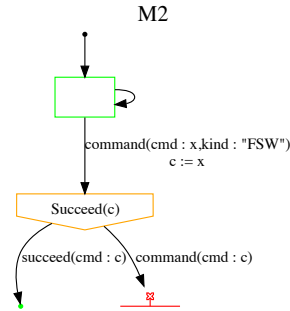 M2
command(cmd : x,kind : "FSW")
c := x
Succeed(c)
succeed(cmd : c)
command(cmd : c)